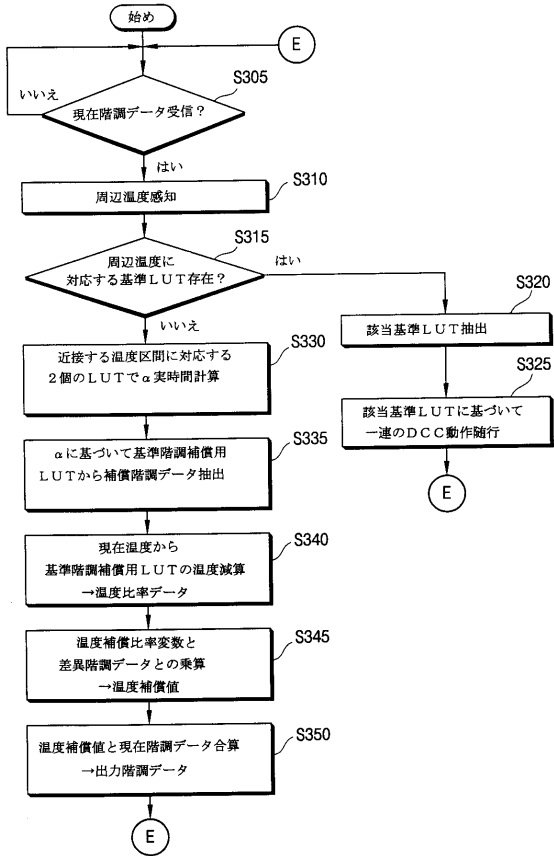 始め
E
S305
いいえ
現在階調データ受信？
はい
S310
周辺温度感知
S315
周辺温度に
対応する基準LUT存在？
はい
いいえ
S320
該当基準LUT抽出
S325
該当基準LUTに基づいて
一連のDCC動作随行
E
S330
近接する温度区間に対応する
２個のLUTでα実時間計算
S335
αに基づいて基準階調補償用
LUTから補償階調データ抽出
S340
現在温度から
基準階調補償用LUTの温度減算
→温度比率データ
S345
温度補償比率変数と
差異階調データとの乗算
→温度補償値
S350
温度補償値と現在階調データ合算
→出力階調データ
E